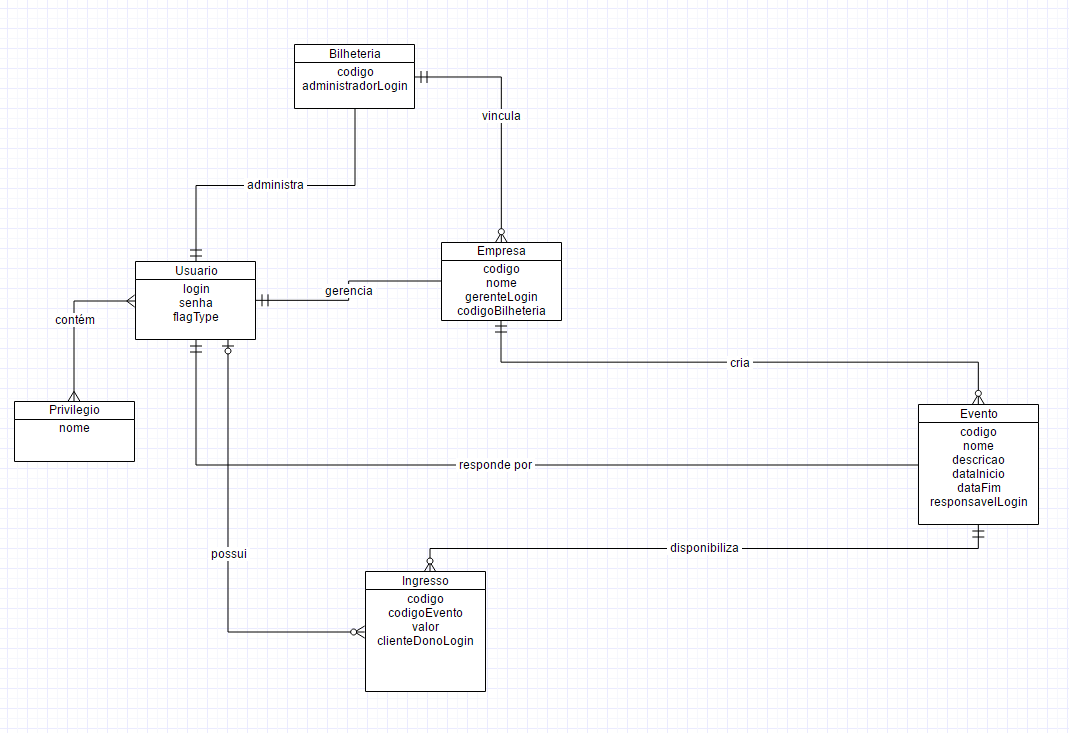 Bilheteria
codigo
administradorLogin
vincula
administra
Empresa
codigo
nome
gerenteLogin
codigoBilheteria
Usuario
login
senha
flagType
gerencia
contém
cria
Privilegio
nome
Evento
codigo
nome
descricao
dataInicio
dataFim
responsavelLogin
responde por
possui
disponibiliza
Ingresso
codigo
codigoEvento
valor
clienteDonoLogin